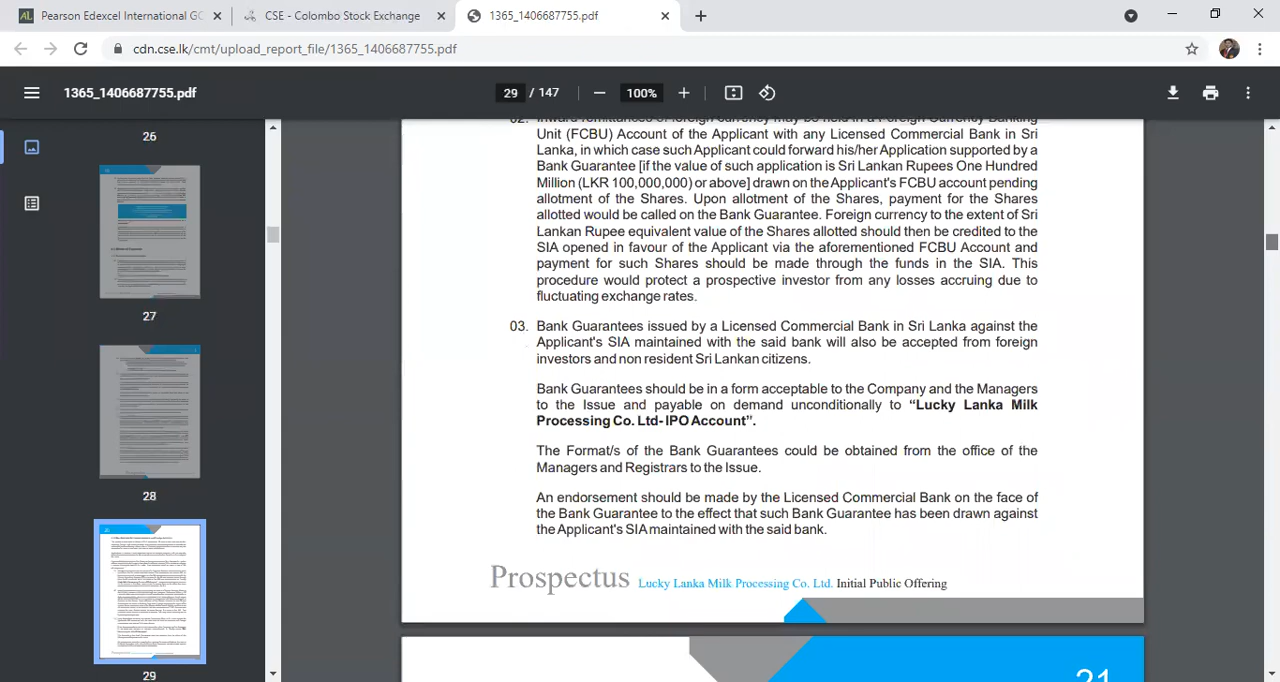 Pearson Edexcel International GC
CSE - Colombo Stock Exchange
1365_1406687755.pdf
cdn.cse.lk/cmt/upload_report_file/1365_1406687755.pdf
1365_1406687755.pdf
29 / 147
100%
26
27
28
29
02. Inward remittances of foreign currency may be held in a Foreign Currency Banking
Unit (FCBU) Account of the Applicant with any Licensed Commercial Bank in Sri
Lanka, in which case such Applicant could forward his/her Application supported by a
Bank Guarantee [if the value of such application is Sri Lankan Rupees One Hundred
Million (LKR 100,000,000) or above] drawn on the Applicant's FCBU account pending
allotment of the Shares. Upon allotment of the Shares, payment for the Shares
allotted would be called on the Bank Guarantee. Foreign currency to the extent of Sri
Lankan Rupee equivalent value of the Shares allotted should then be credited to the
SIA opened in favour of the Applicant via the aforementioned FCBU Account and
payment for such Shares should be made through the funds in the SIA. This
procedure would protect a prospective investor from any losses accruing due to
fluctuating exchange rates.
03. Bank Guarantees issued by a Licensed Commercial Bank in Sri Lanka against the
Applicant's SIA maintained with the said bank will also be accepted from foreign
investors and non resident Sri Lankan citizens.
Bank Guarantees should be in a form acceptable to the Company and the Managers
to the Issue and payable on demand unconditionally to “Lucky Lanka Milk
Processing Co. Ltd- IPO Account”.
The Format/s of the Bank Guarantees could be obtained from the office of the
Managers and Registrars to the Issue.
An endorsement should be made by the Licensed Commercial Bank on the face of
the Bank Guarantee to the effect that such Bank Guarantee has been drawn against
the Applicant's SIA maintained with the said bank.
Prospectus Lucky Lanka Milk Processing Co. Ltd. Initial Public Offering
21